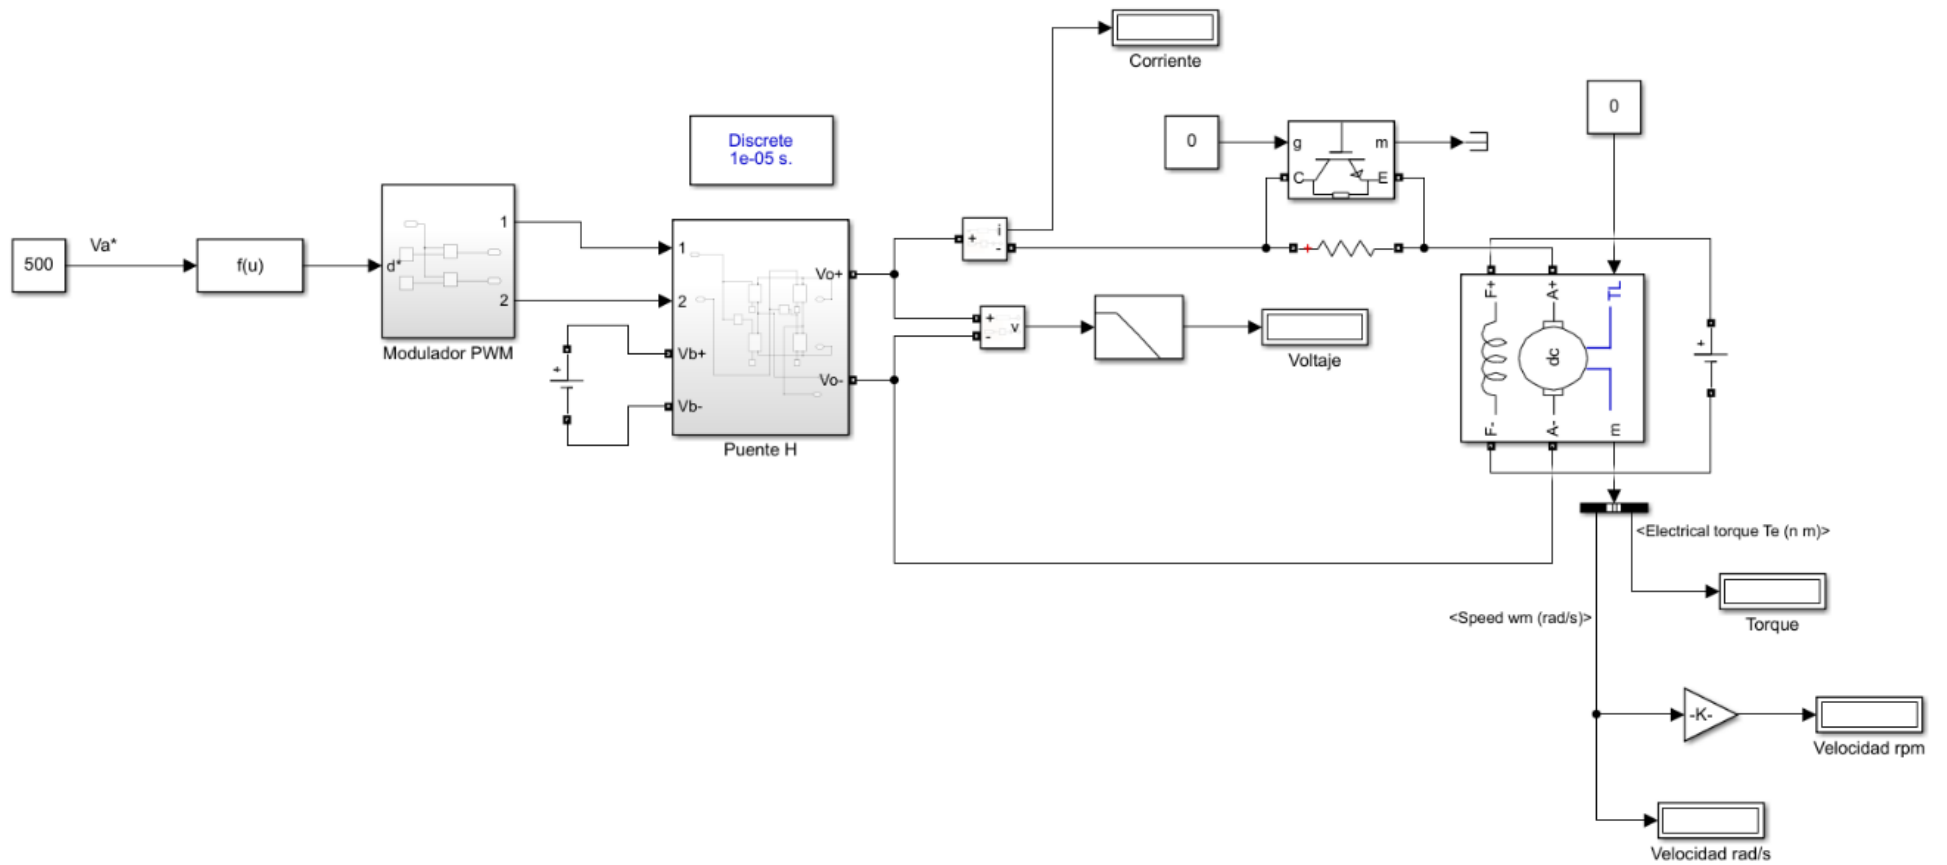 Corriente
0
0
g
m
C
E
Discrete
1e-05 s.
500
Va*
f(u)
d*
1
2
Modulador PWM
1
2
Vb+
Vb-
Vo+
Vo-
Puente H
+
+
i
-
+
-
v
Voltaje
+
F+
A+
TL
dc
F-
A-
m
+
<Electrical torque Te (n m)>
Torque
<Speed wm (rad/s)>
-K-
Velocidad rpm
Velocidad rad/s